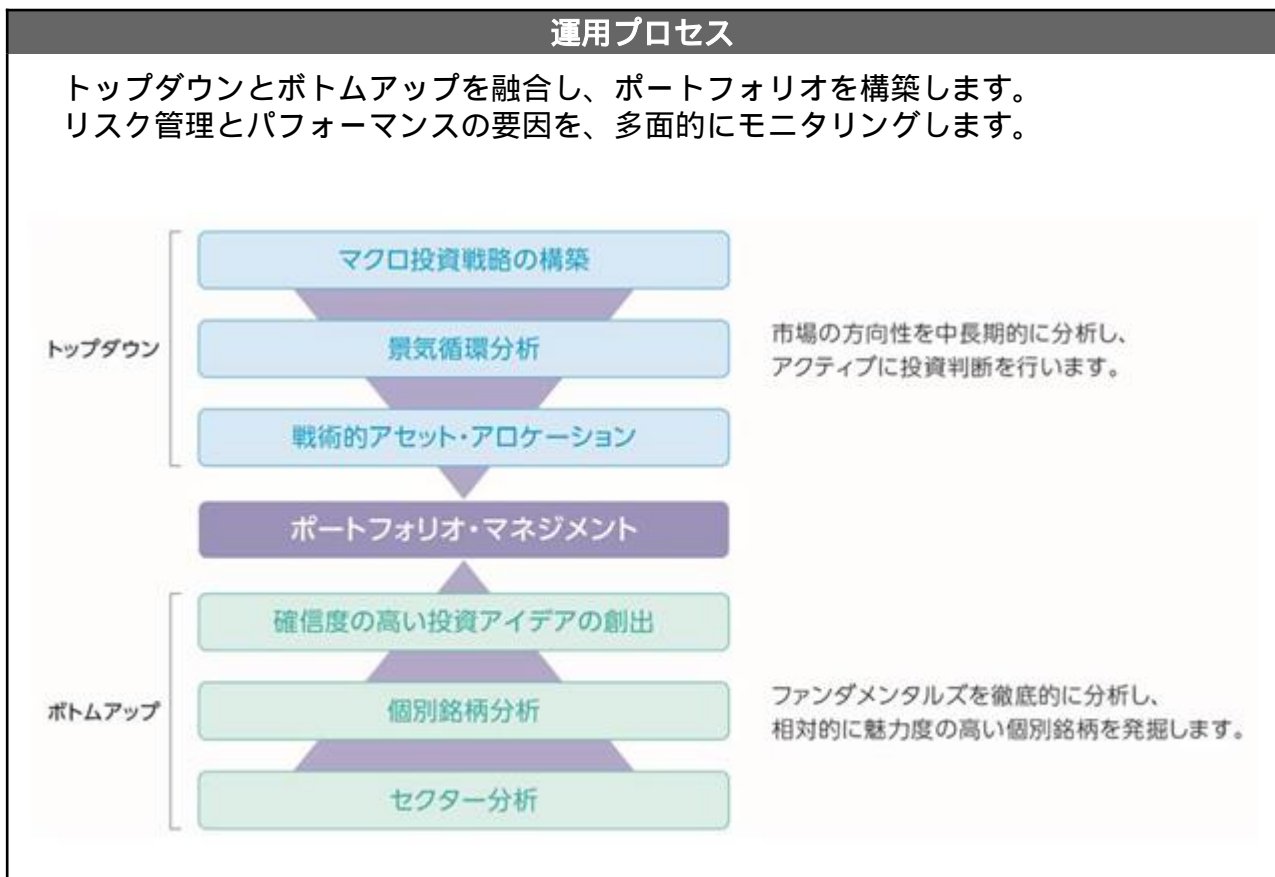 運用プロセス
トップダウンとボトムアップを融合し、ポートフォリオを構築します。
リスク管理とパフォーマンスの要因を、多面的にモニタリングします。
マクロ投資戦略の構築
トップダウン
景気循環分析
市場の方向性を中長期的に分析し、
アクティブに投資判断を行います。
戦術的アセット・アロケーション
ポートフォリオ・マネジメント
確信度の高い投資アイデアの創出
ボトムアップ
個別銘柄分析
ファンダメンタルズを徹底的に分析し、
相対的に魅力度の高い個別銘柄を発掘します。
セクター分析